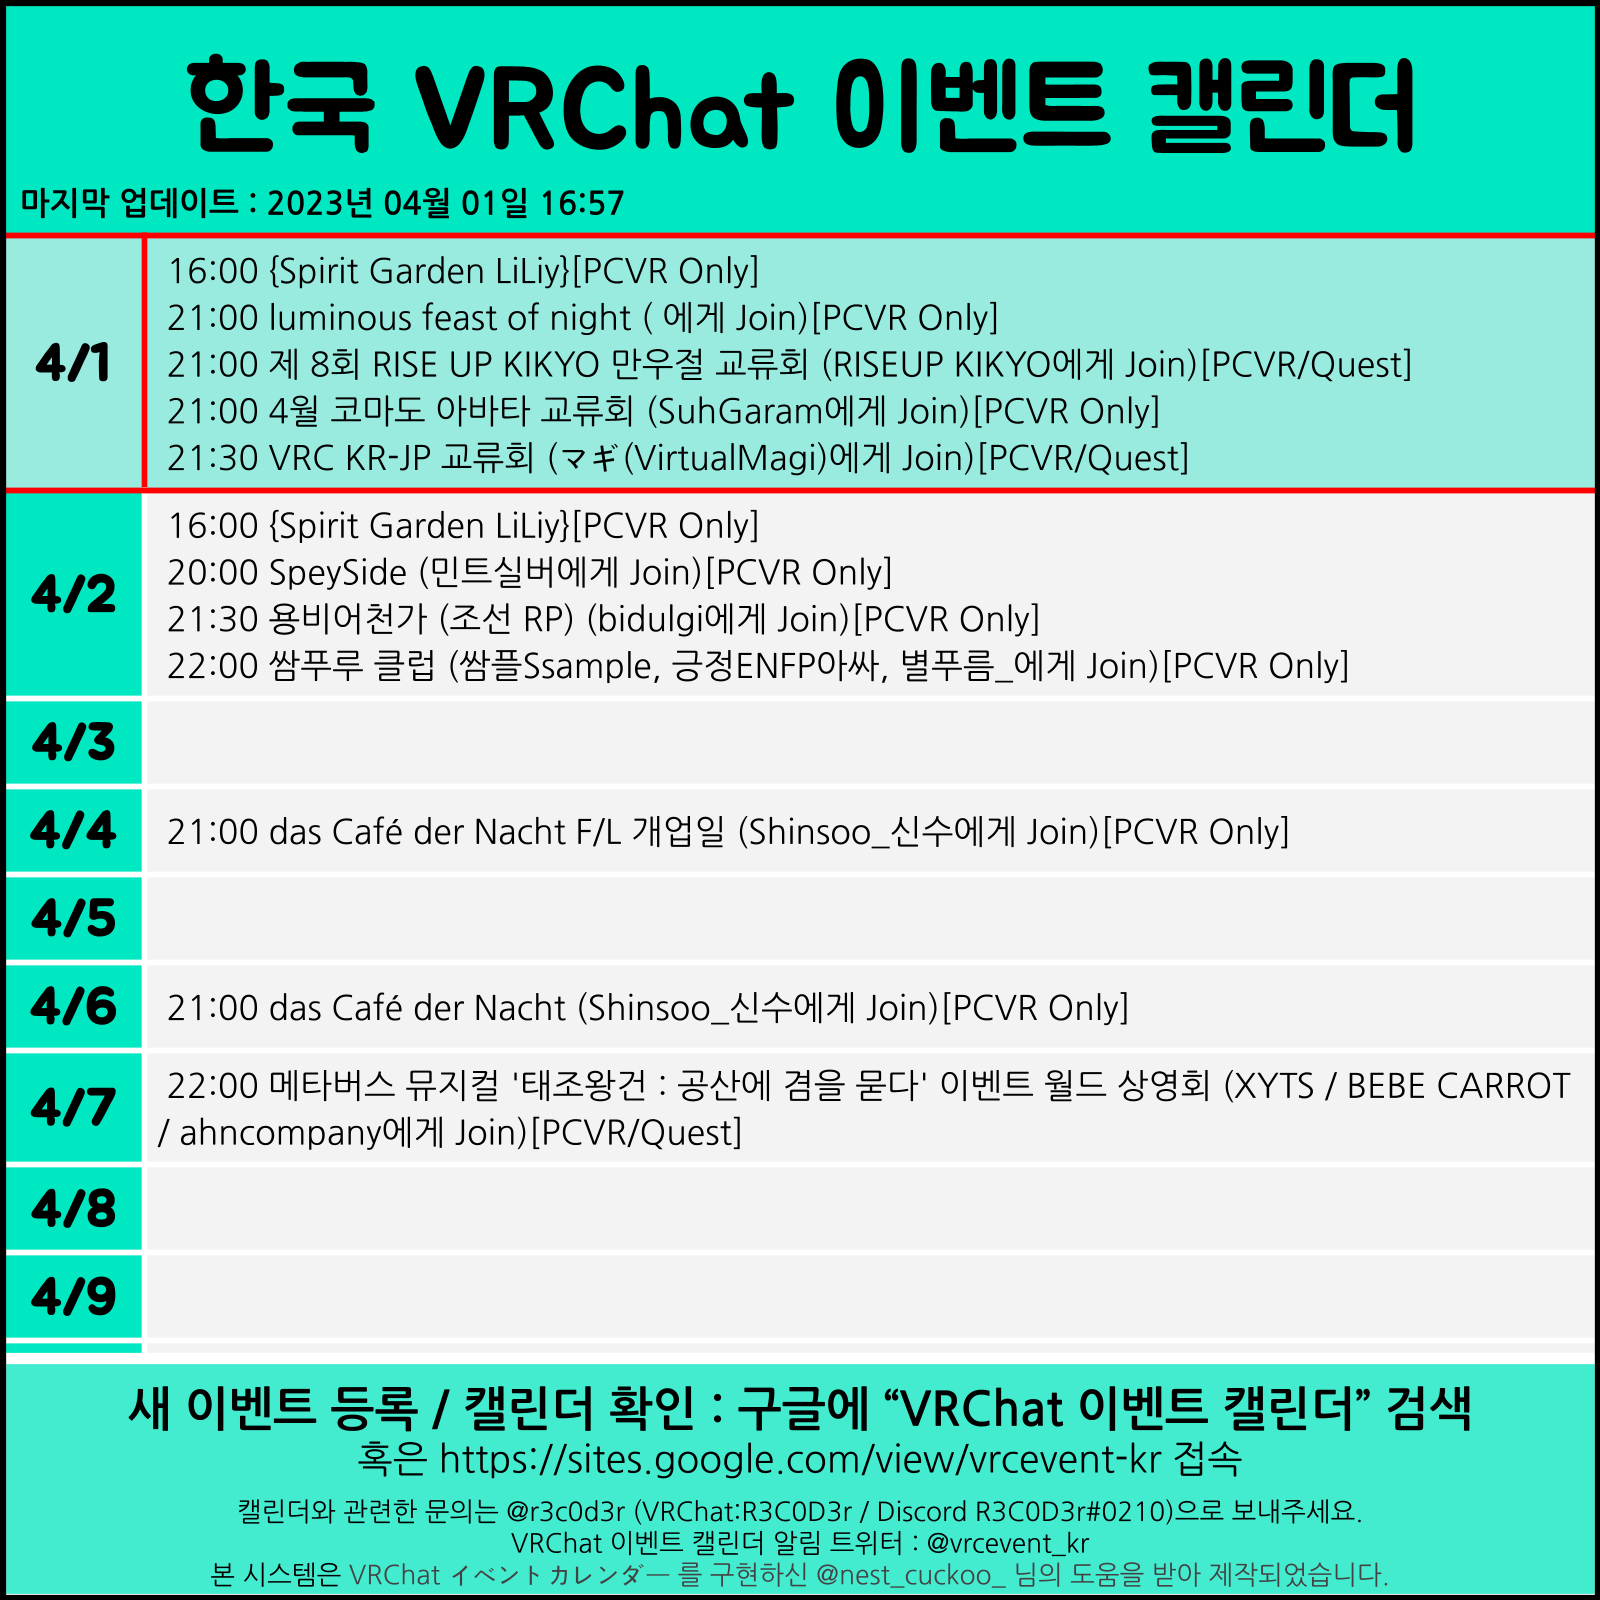 한국 VRChat 이벤트 캘린더
마지막 업데이트 : 2023년 04월 01일 16:57
4/1
16:00 {Spirit Garden LiLiy}[PCVR Only]
21:00 luminous feast of night ( 에게 Join)[PCVR Only]
21:00 제 8회 RISE UP KIKYO 만우절 교류회 (RISEUP KIKYO에게 Join)[PCVR/Quest]
21:00 4월 코마도 아바타 교류회 (SuhGaram에게 Join)[PCVR Only]
21:30 VRC KR-JP 교류회 (マギ(VirtualMagi)에게 Join)[PCVR/Quest]
4/2
16:00 {Spirit Garden LiLiy}[PCVR Only]
20:00 SpeySide (민트실버에게 Join)[PCVR Only]
21:30 용비어천가 (조선 RP) (bidulgi에게 Join)[PCVR Only]
22:00 쌈푸루 클럽 (쌈플Ssample, 긍정ENFP아싸, 별푸름_에게 Join)[PCVR Only]
4/3
4/4
21:00 das Café der Nacht F/L 개업일 (Shinsoo_신수에게 Join)[PCVR Only]
4/5
4/6
21:00 das Café der Nacht (Shinsoo_신수에게 Join)[PCVR Only]
4/7
22:00 메타버스 뮤지컬 '태조왕건 : 공산에 겸을 묻다' 이벤트 월드 상영회 (XYTS / BEBE CARROT
/ ahncompany에게 Join)[PCVR/Quest]
4/8
4/9
새 이벤트 등록 / 캘린더 확인 : 구글에 “VRChat 이벤트 캘린더” 검색
혹은 https://sites.google.com/view/vrcevent-kr 접속
캘린더와 관련한 문의는 @r3c0d3r (VRChat:R3C0D3r / Discord R3C0D3r#0210)으로 보내주세요.
VRChat 이벤트 캘린더 알림 트위터 : @vrcevent_kr
본 시스템은 VRChat イベントカレンダー 를 구현하신 @nest_cuckoo_ 님의 도움을 받아 제작되었습니다.